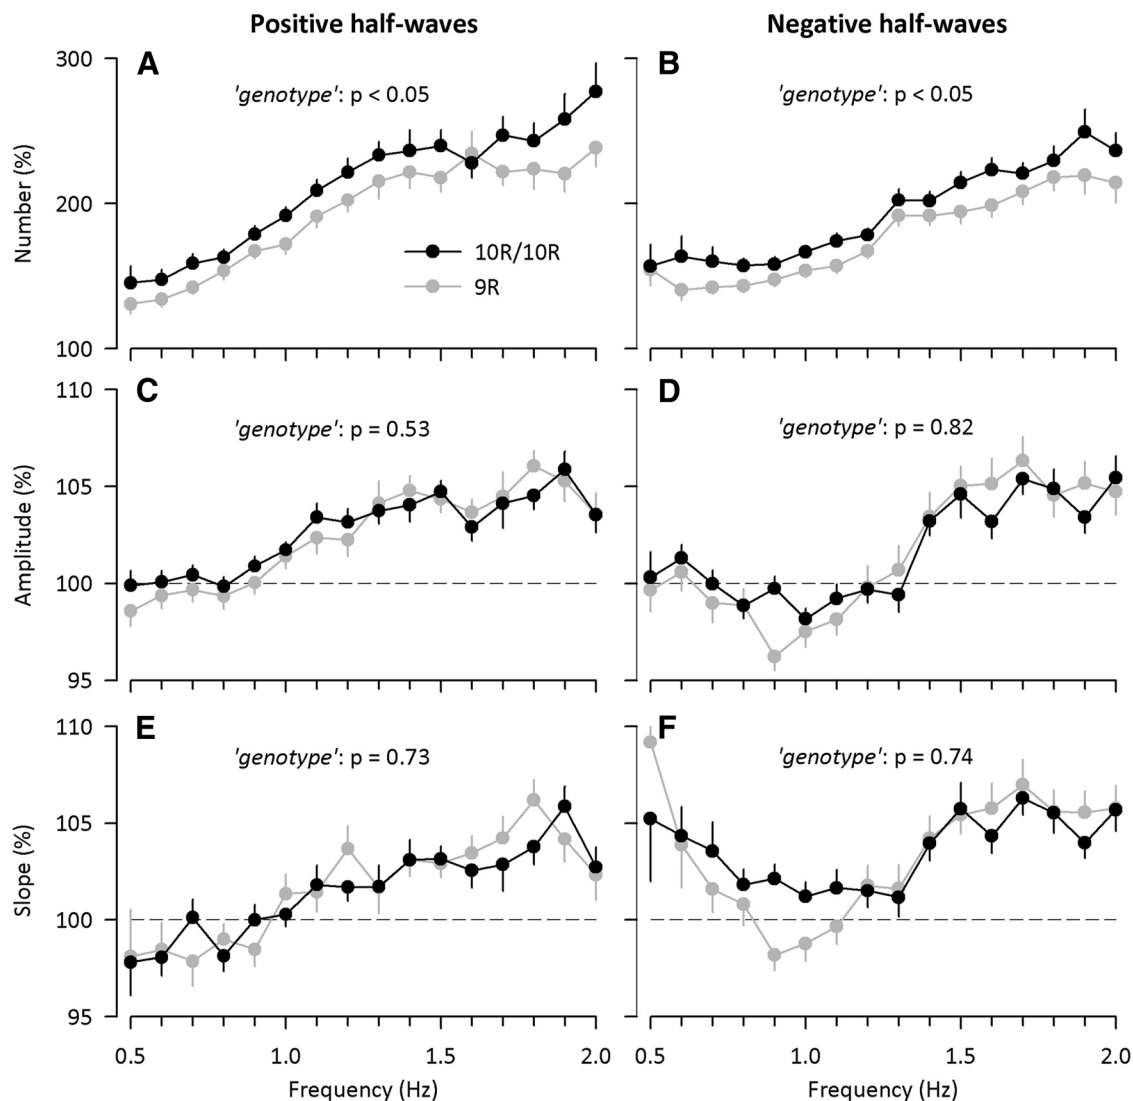 Positive half-waves
Negative half-waves
A
B
300
200
100
Number (%)
'genotype': p < 0.05
'genotype': p < 0.05
10R/10R
9R
C
D
110
105
100
95
Amplitude (%)
'genotype': p = 0.53
'genotype': p = 0.82
E
F
110
105
100
95
Slope (%)
'genotype': p = 0.73
'genotype': p = 0.74
0.5 1.0 1.5 2.0
0.5 1.0 1.5 2.0
Frequency (Hz)
Frequency (Hz)